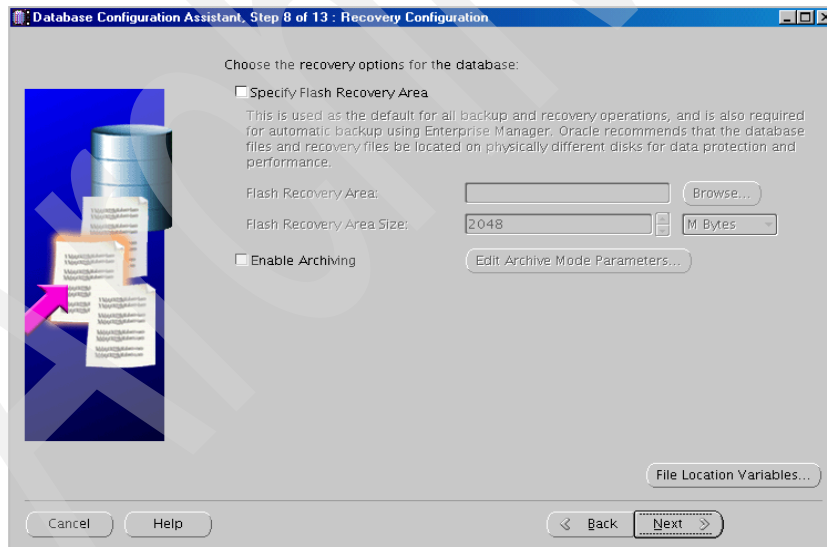 Database Configuration Assistant, Step 8 of 13 : Recovery Configuration
Choose the recovery options for the database:
Specify Flash Recovery Area
This is used as the default for all backup and recovery operations, and is also required
for automatic backup using Enterprise Manager. Oracle recommends that the database
files and recovery files be located on physically different disks for data protection and
performance.
Flash Recovery Area:
Browse...
Flash Recovery Area Size:
2048
M Bytes
Enable Archiving
Edit Archive Mode Parameters...
File Location Variables...
Cancel
Help
Back
Next